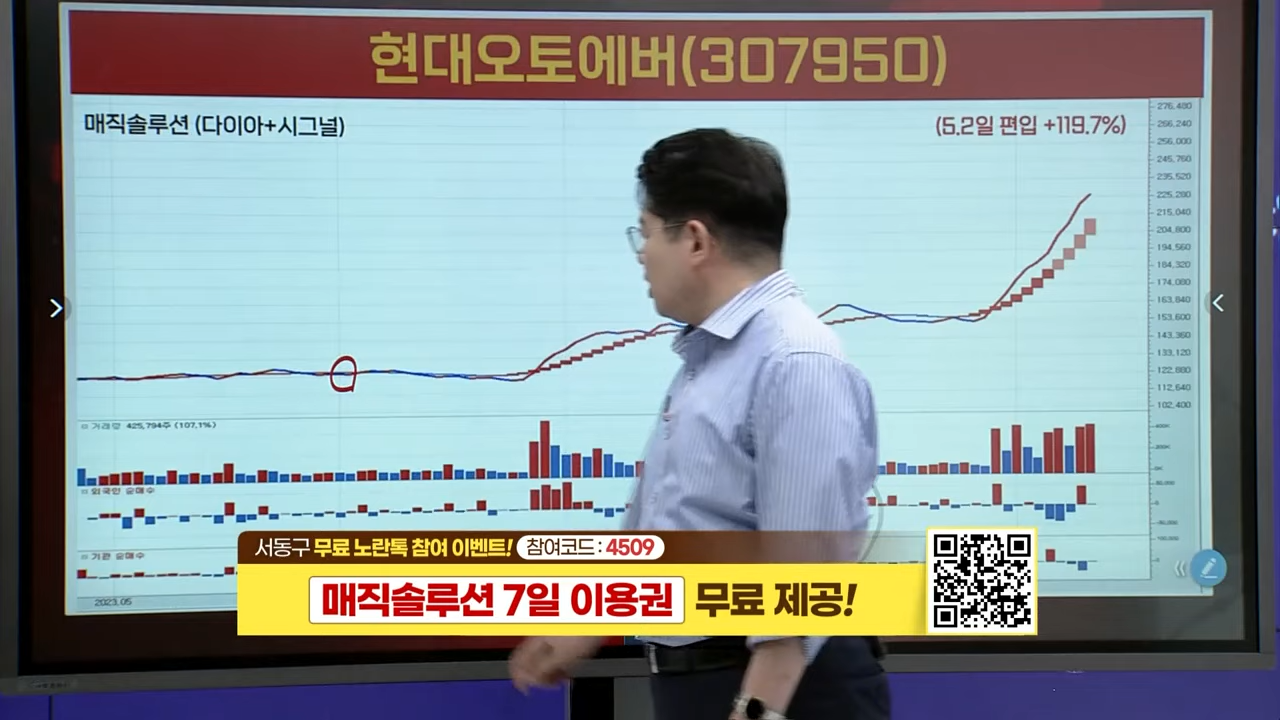 현대오토에버(307950)
매직솔루션 (다이아+시그널)
(5.2일 편입 +119.7%)
276,480
266,240
256,000
245,760
235,520
225,280
215,040
204,800
194,560
184,320
174,080
163,840
153,600
143,360
133,120
122,880
112,640
102,400
거래량 425,794주 (107.1%)
외국인 순매수
기관 순매수
2023.05
서동구 무료 노란톡 참여 이벤트! 참여코드 : 4509
매직솔루션 7일 이용권 무료 제공!